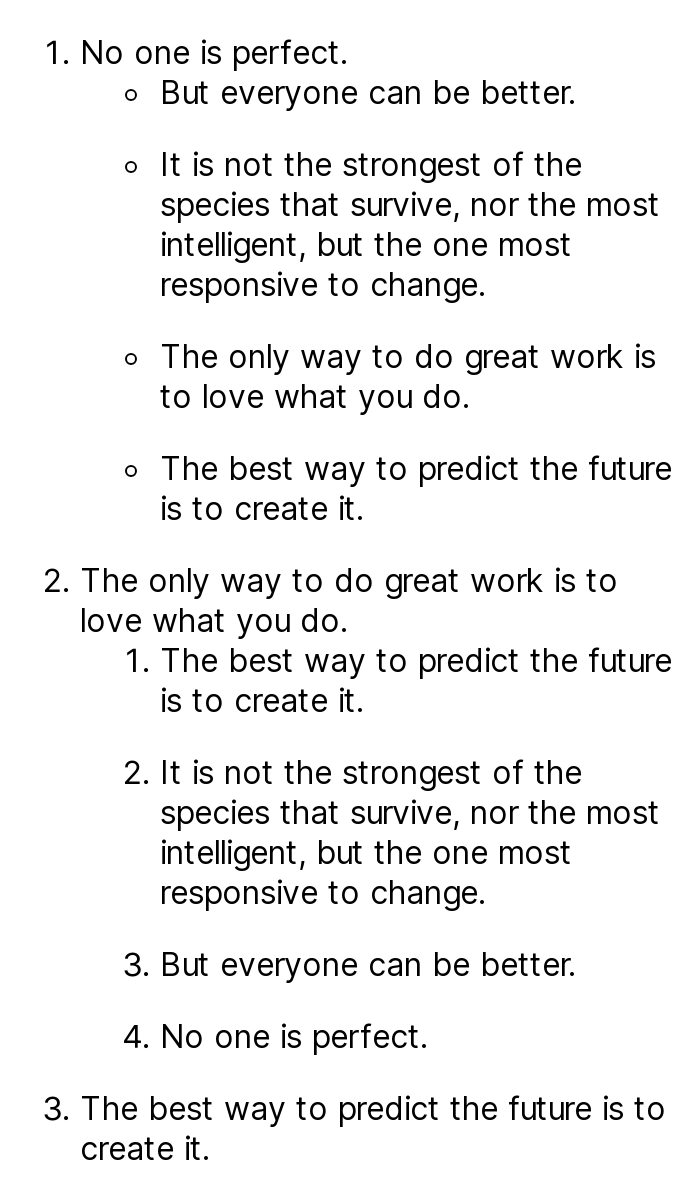 1. No one is perfect.
◦ But everyone can be better.
◦ It is not the strongest of the
species that survive, nor the most
intelligent, but the one most
responsive to change.
◦ The only way to do great work is
to love what you do.
◦ The best way to predict the future
is to create it.
2. The only way to do great work is to
love what you do.
1. The best way to predict the future
is to create it.
2. It is not the strongest of the
species that survive, nor the most
intelligent, but the one most
responsive to change.
3. But everyone can be better.
4. No one is perfect.
3. The best way to predict the future is to
create it.